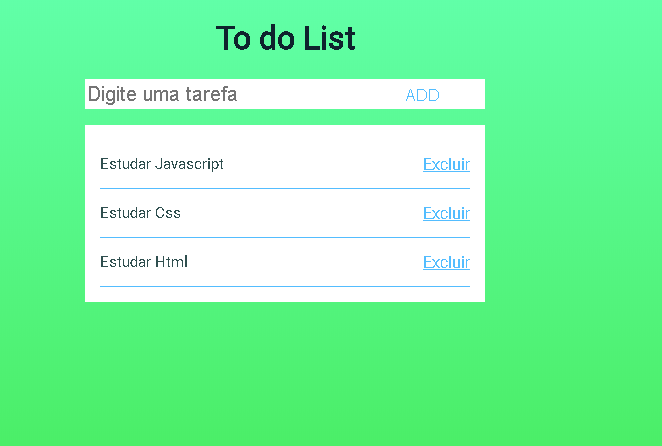 To do List
Digite uma tarefa ADD
Estudar Javascript Excluir
Estudar Css Excluir
Estudar Html Excluir